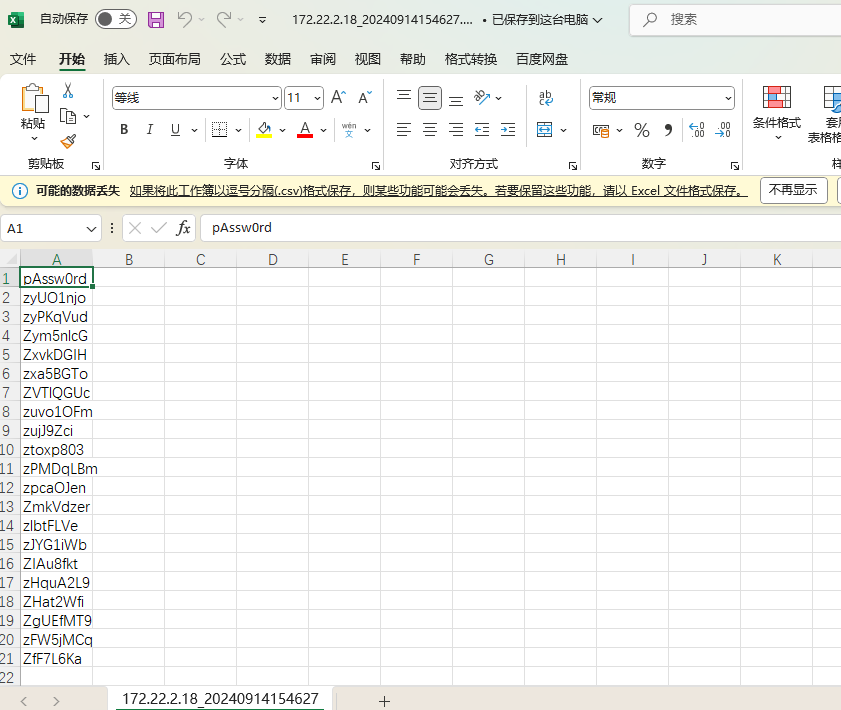 自动保存 关 172.22.2.18_20240914154627.... • 已保存到这台电脑 搜索
文件 开始 插入 页面布局 公式 数据 审阅 视图 帮助 格式转换 百度网盘
粘贴 等线 11 常规 条件格式 套用
B I U A wén 文 ab % 表格格
剪贴板 字体 对齐方式 数字
可能的数据丢失 如果将此工作簿以逗号分隔(.csv)格式保存，则某些功能可能会丢失。若要保留这些功能，请以 Excel 文件格式保存。 不再显示
A1 fx pAssw0rd
A B C D E F G H I J K
1 pAssw0rd
2 zyUO1njo
3 zyPKqVud
4 Zym5nlcG
5 ZxvkDGIH
6 zxa5BGTo
7 ZVTlQGUc
8 zuvo1OFm
9 zujJ9Zci
10 ztoxp803
11 zPMDqLBm
12 zpcaOJen
13 ZmkVdzer
14 zlbtFLVe
15 zJYG1iWb
16 ZIAu8fkt
17 zHquA2L9
18 ZHat2Wfi
19 ZgUEfMT9
20 zFW5jMCq
21 ZfF7L6Ka
22
172.22.2.18_20240914154627